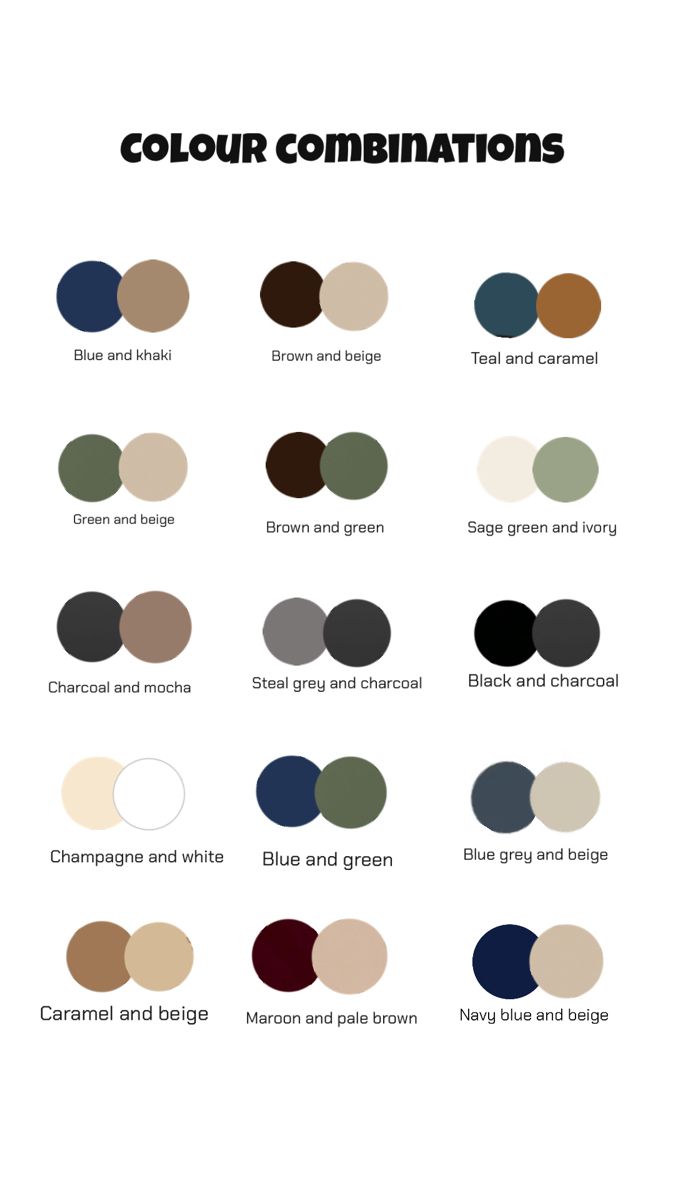 COLOUR COMBINATIONS
Blue and khaki
Brown and beige
Teal and caramel
Green and beige
Brown and green
Sage green and ivory
Charcoal and mocha
Steal grey and charcoal
Black and charcoal
Champagne and white
Blue and green
Blue grey and beige
Caramel and beige
Maroon and pale brown
Navy blue and beige